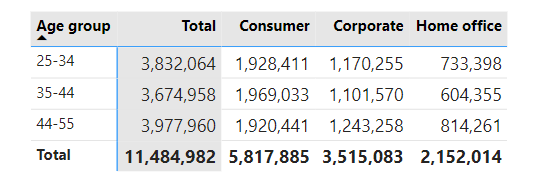 Age group Total Consumer Corporate Home office
25-34 3,832,064 1,928,411 1,170,255 733,398
35-44 3,674,958 1,969,033 1,101,570 604,355
44-55 3,977,960 1,920,441 1,243,258 814,261
Total 11,484,982 5,817,885 3,515,083 2,152,014